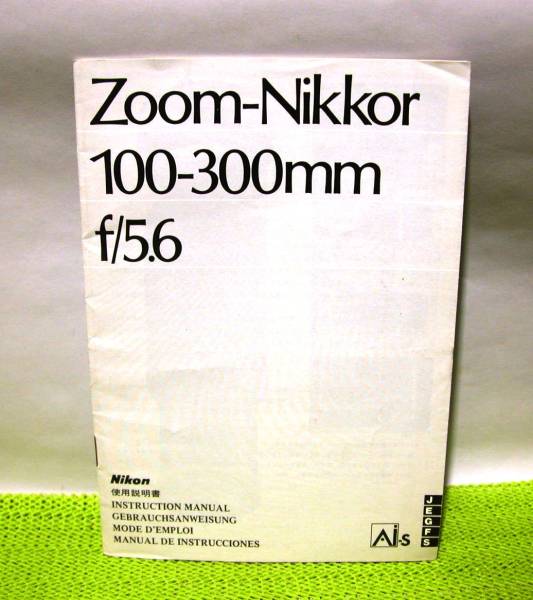 Zoom-Nikkor
100-300mm
f/5.6
Nikon
使用説明書
INSTRUCTION MANUAL
GEBRAUCHSANWEISUNG
MODE D'EMPLOI
MANUAL DE INSTRUCCIONES
Ai-s
J
E
G
F
S